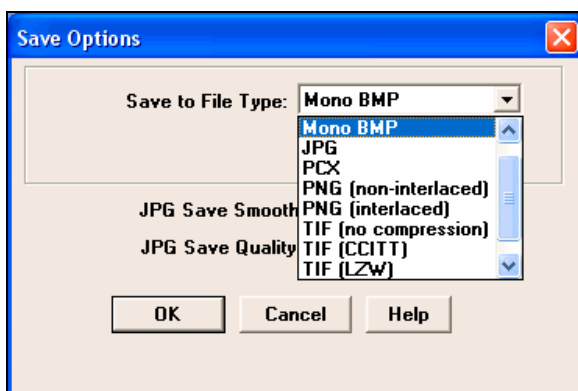 Save Options
Save to File Type: Mono BMP
Mono BMP
JPG
PCX
PNG (non-interlaced)
PNG (interlaced)
TIF (no compression)
TIF (CCITT)
TIF (LZW)
JPG Save Smooth
JPG Save Quality
OK Cancel Help